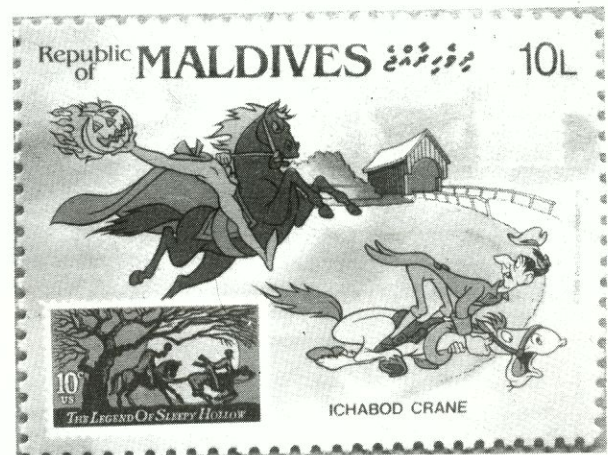 Republic of MALDIVES ދިވެހިރާއްޖެ 10L
10
US
THE LEGEND OF SLEEPY HOLLOW
ICHABOD CRANE